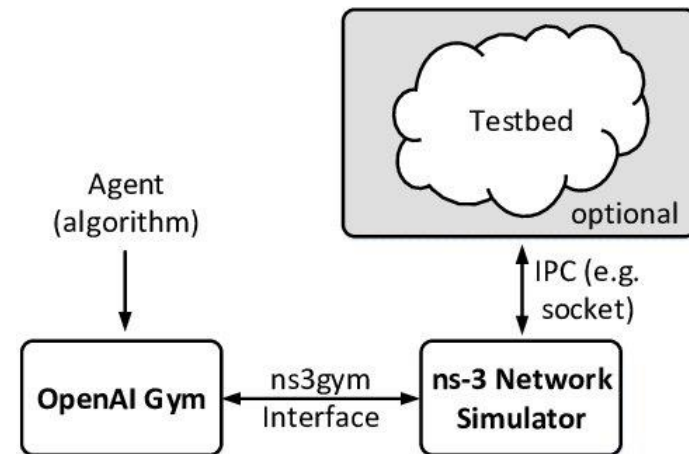 Testbed
optional
Agent
(algorithm)
IPC (e.g.
socket)
OpenAI Gym
ns3gym
Interface
ns-3 Network
Simulator